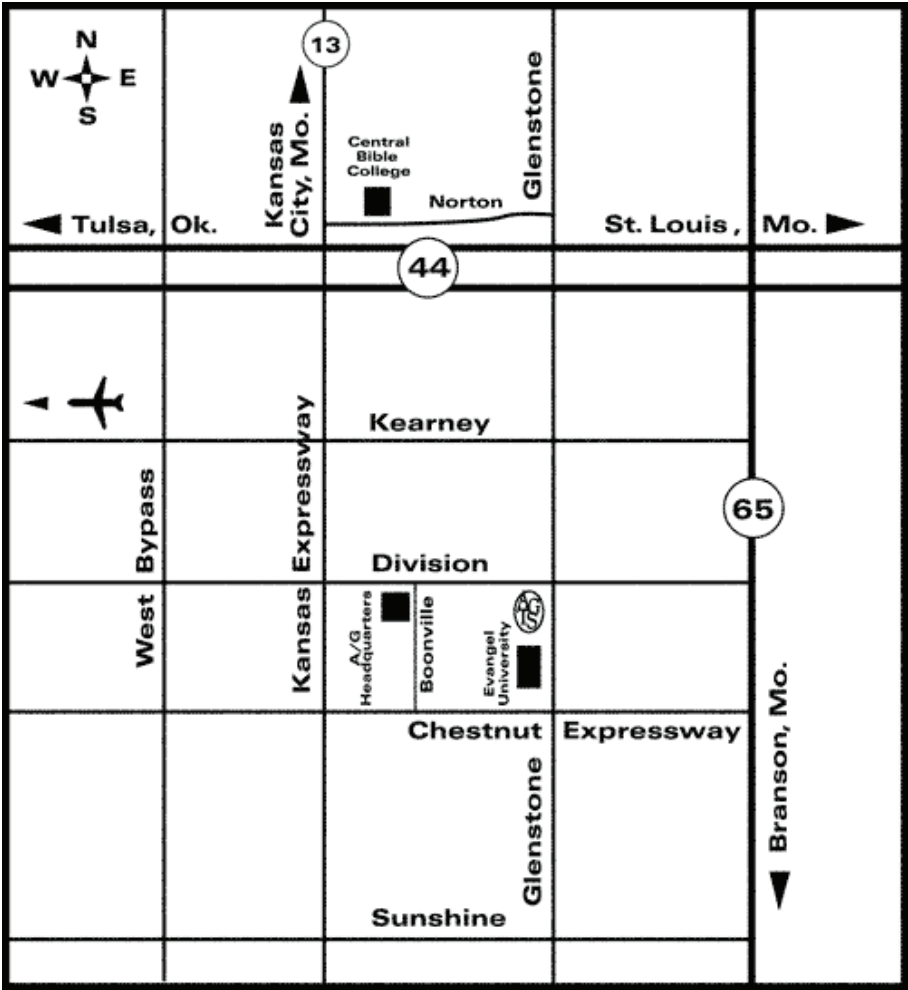 N
W E
S
13
Kansas
City, Mo.
Central
Bible
College
Norton
Glenstone
Tulsa, Ok.
St. Louis, Mo.
44
Kearney
West Bypass
Kansas Expressway
65
Division
A/G
Headquarters
Boonville
Evangel
University
AGTS
Chestnut Expressway
Glenstone
Branson, Mo.
Sunshine